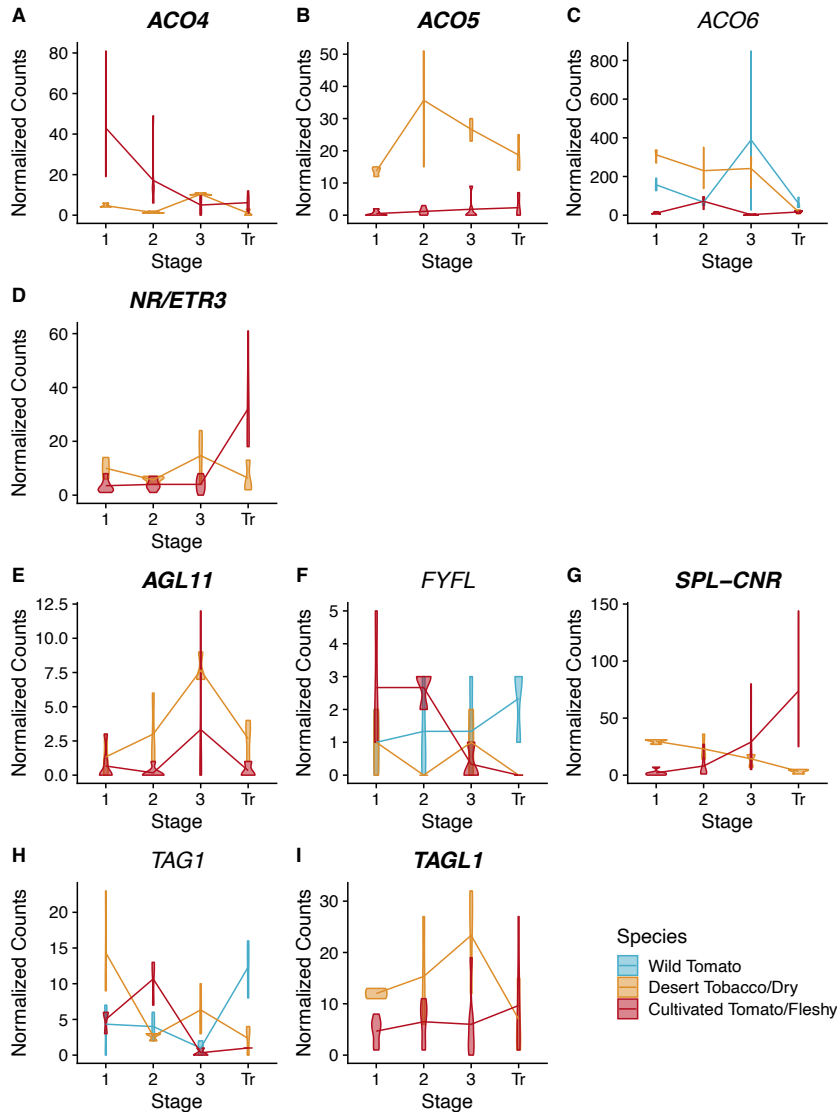 A
ACO4
Normalized Counts
80
60
40
20
0
1 2 3 Tr
Stage
B
ACO5
Normalized Counts
50
40
30
20
10
0
1 2 3 Tr
Stage
C
ACO6
Normalized Counts
800
600
400
200
0
1 2 3 Tr
Stage
D
NR/ETR3
Normalized Counts
60
40
20
0
1 2 3 Tr
Stage
E
AGL11
Normalized Counts
12.5
10.0
7.5
5.0
2.5
0.0
1 2 3 Tr
Stage
F
FYFL
Normalized Counts
5
4
3
2
1
0
1 2 3 Tr
Stage
G
SPL−CNR
Normalized Counts
150
100
50
0
1 2 3 Tr
Stage
H
TAG1
Normalized Counts
20
15
10
5
0
1 2 3 Tr
Stage
I
TAGL1
Normalized Counts
30
20
10
0
1 2 3 Tr
Stage
Species
Wild Tomato
Desert Tobacco/Dry
Cultivated Tomato/Fleshy